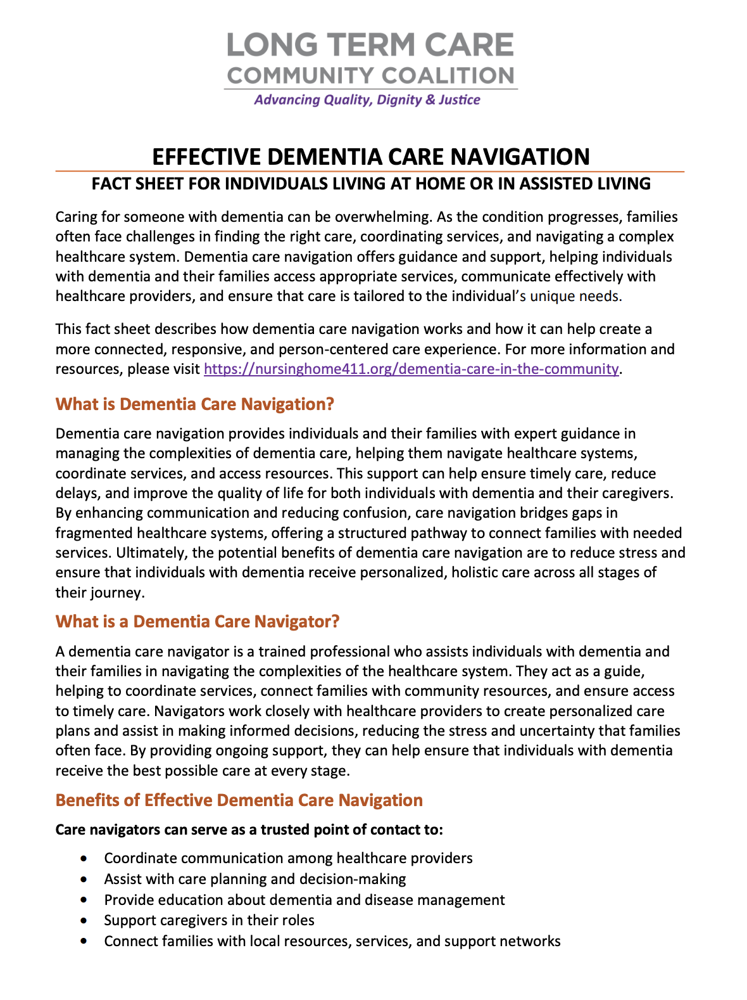 LONG TERM CARE
COMMUNITY COALITION
Advancing Quality, Dignity & Justice
EFFECTIVE DEMENTIA CARE NAVIGATION
FACT SHEET FOR INDIVIDUALS LIVING AT HOME OR IN ASSISTED LIVING
Caring for someone with dementia can be overwhelming. As the condition progresses, families
often face challenges in finding the right care, coordinating services, and navigating a complex
healthcare system. Dementia care navigation offers guidance and support, helping individuals
with dementia and their families access appropriate services, communicate effectively with
healthcare providers, and ensure that care is tailored to the individual’s unique needs.
This fact sheet describes how dementia care navigation works and how it can help create a
more connected, responsive, and person-centered care experience. For more information and
resources, please visit https://nursinghome411.org/dementia-care-in-the-community.
What is Dementia Care Navigation?
Dementia care navigation provides individuals and their families with expert guidance in
managing the complexities of dementia care, helping them navigate healthcare systems,
coordinate services, and access resources. This support can help ensure timely care, reduce
delays, and improve the quality of life for both individuals with dementia and their caregivers.
By enhancing communication and reducing confusion, care navigation bridges gaps in
fragmented healthcare systems, offering a structured pathway to connect families with needed
services. Ultimately, the potential benefits of dementia care navigation are to reduce stress and
ensure that individuals with dementia receive personalized, holistic care across all stages of
their journey.
What is a Dementia Care Navigator?
A dementia care navigator is a trained professional who assists individuals with dementia and
their families in navigating the complexities of the healthcare system. They act as a guide,
helping to coordinate services, connect families with community resources, and ensure access
to timely care. Navigators work closely with healthcare providers to create personalized care
plans and assist in making informed decisions, reducing the stress and uncertainty that families
often face. By providing ongoing support, they can help ensure that individuals with dementia
receive the best possible care at every stage.
Benefits of Effective Dementia Care Navigation
Care navigators can serve as a trusted point of contact to:
• Coordinate communication among healthcare providers
• Assist with care planning and decision-making
• Provide education about dementia and disease management
• Support caregivers in their roles
• Connect families with local resources, services, and support networks